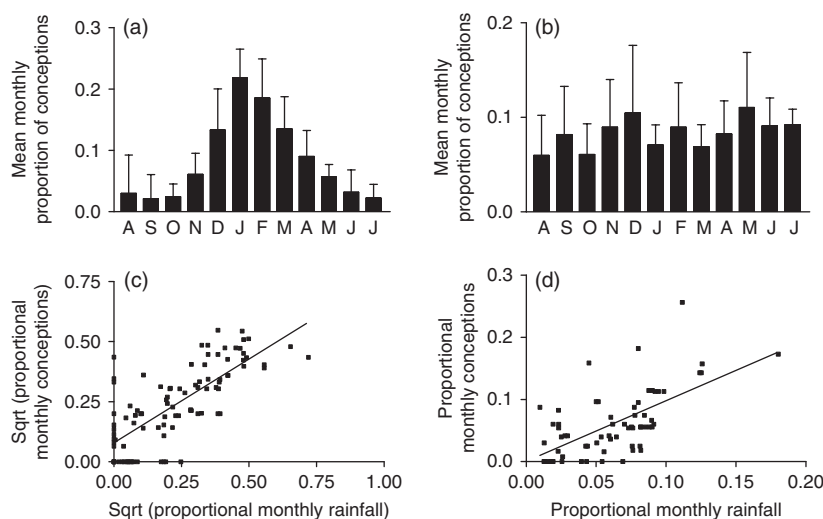 (a)
Mean monthly
proportion of conceptions
0.3
0.2
0.1
0.0
A S O N D J F M A M J J
(b)
Mean monthly
proportion of conceptions
0.2
0.1
0.0
A S O N D J F M A M J J
(c)
Sqrt (proportional
monthly conceptions)
0.75
0.50
0.25
0.00
0.00 0.25 0.50 0.75 1.00
Sqrt (proportional monthly rainfall)
(d)
Proportional
monthly conceptions
0.3
0.2
0.1
0.0
0.00 0.05 0.10 0.15 0.20
Proportional monthly rainfall